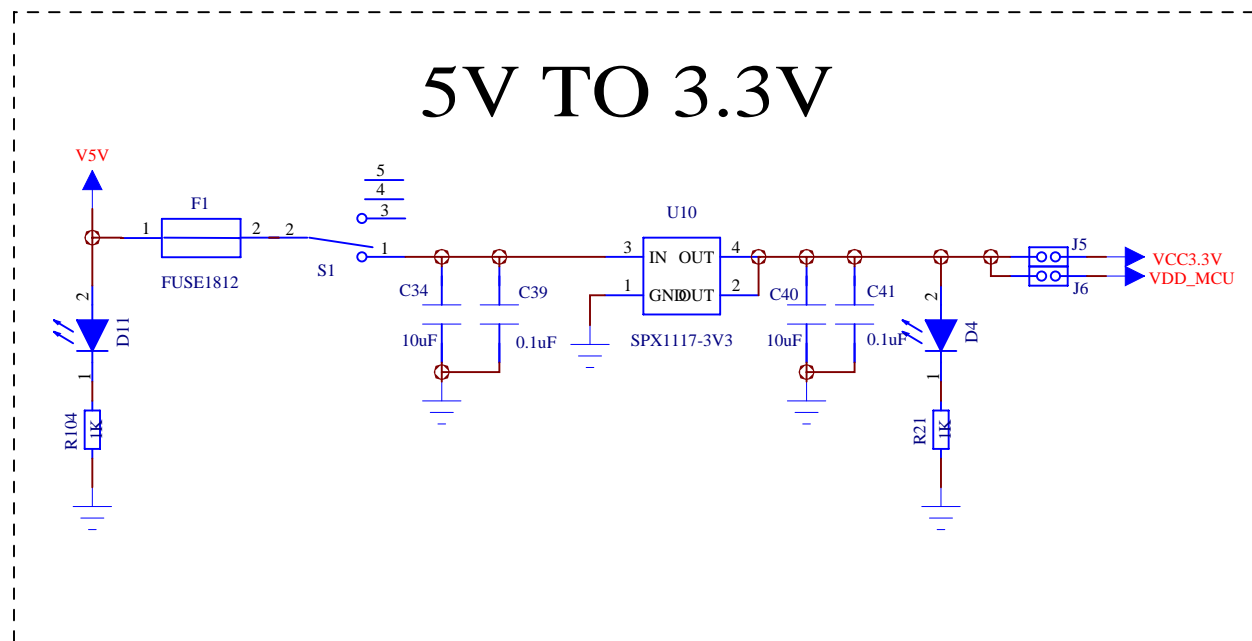 5V TO 3.3V
V5V
F1
1
2
FUSE1812
2
5
4
3
1
S1
C34
10uF
C39
0.1uF
U10
3
IN
OUT
4
1
GND
OUT
2
SPX1117-3V3
C40
10uF
C41
0.1uF
J5
J6
VCC3.3V
VDD_MCU
2
D11
1
R104
1K
2
D4
1
R21
1K